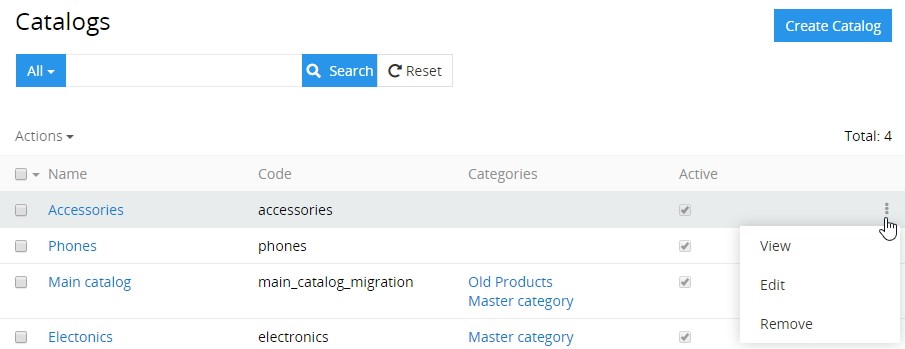 Catalogs
Create Catalog
All
Search
Reset
Actions
Total: 4
Name Code Categories Active
Accessories accessories
Phones phones
Main catalog main_catalog_migration Old Products
Master category
Electonics electronics Master category
View
Edit
Remove